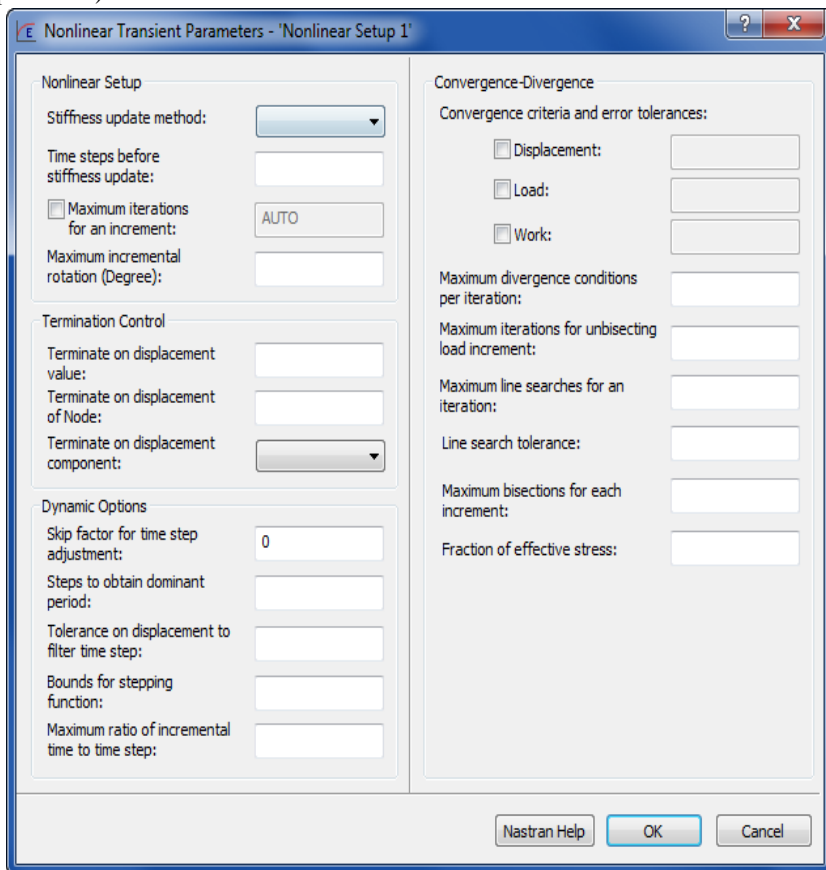 E Nonlinear Transient Parameters - 'Nonlinear Setup 1'
? X
Nonlinear Setup
Stiffness update method:
Time steps before
stiffness update:
Maximum iterations
for an increment:
AUTO
Maximum incremental
rotation (Degree):
Termination Control
Terminate on displacement
value:
Terminate on displacement
of Node:
Terminate on displacement
component:
Dynamic Options
Skip factor for time step
adjustment:
0
Steps to obtain dominant
period:
Tolerance on displacement to
filter time step:
Bounds for stepping
function:
Maximum ratio of incremental
time to time step:
Convergence-Divergence
Convergence criteria and error tolerances:
Displacement:
Load:
Work:
Maximum divergence conditions
per iteration:
Maximum iterations for unbisecting
load increment:
Maximum line searches for an
iteration:
Line search tolerance:
Maximum bisections for each
increment:
Fraction of effective stress:
Nastran Help
OK
Cancel